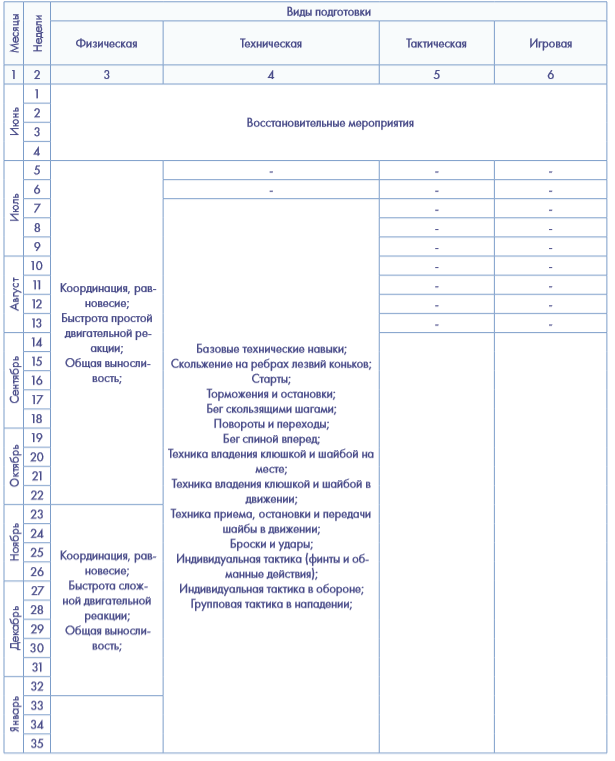 Виды подготовки
Месяцы
Недели
Физическая
Техническая
Тактическая
Игровая
1
2
3
4
5
6
Июнь
1
2
3
4
Восстановительные мероприятия
Июль
5
-
-
-
6
-
-
-
7
-
-
8
-
-
9
-
-
Август
10
-
-
11
-
-
12
-
-
13
-
-
Координация, рав-
новесие;
Быстрота простой
двигательной ре-
акции;
Общая выносли-
вость;
Базовые технические навыки;
Скольжение на ребрах лезвий коньков;
Старты;
Торможения и остановки;
Бег скользящими шагами;
Повороты и переходы;
Бег спиной вперед;
Техника владения клюшкой и шайбой на
месте;
Техника владения клюшкой и шайбой в
движении;
Техника приема, остановки и передачи
шайбы в движении;
Броски и удары;
Индивидуальная тактика (финты и об-
манные действия);
Индивидуальная тактика в обороне;
Групповая тактика в нападении;
Сентябрь
14
15
16
17
18
Октябрь
19
20
21
22
Ноябрь
23
24
25
26
Координация, рав-
новесие;
Быстрота слож-
ной двигательной
реакции;
Общая выносли-
вость;
Декабрь
27
28
29
30
31
Январь
32
33
34
35